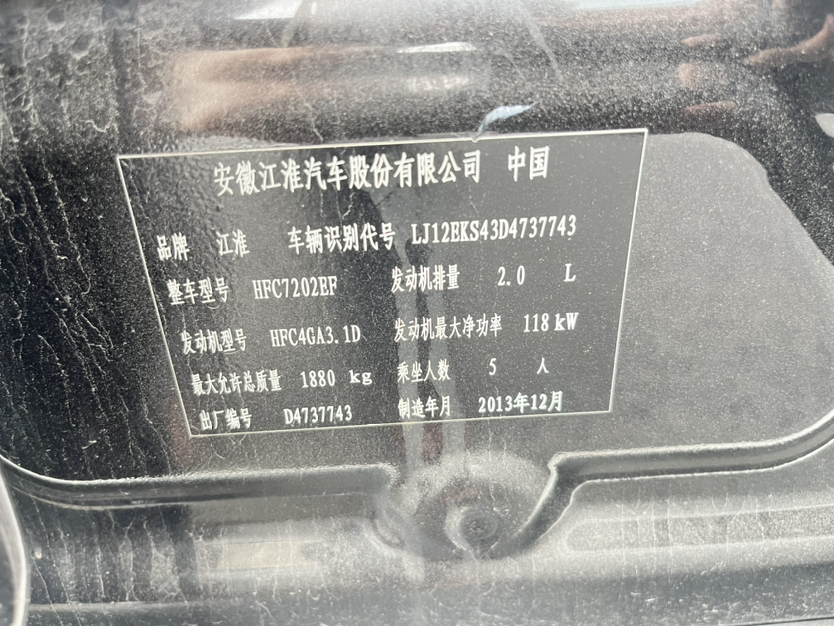 安徽江淮汽车股份有限公司 中国
品牌 江淮 车辆识别代号 LJ12EKS43D4737743
整车型号 HFC7202EF 发动机排量 2.0 L
发动机型号 HFC4GA3.1D 发动机最大净功率 118 kW
最大允许总质量 1880 kg 乘坐人数 5 人
出厂编号 D4737743 制造年月 2013年12月